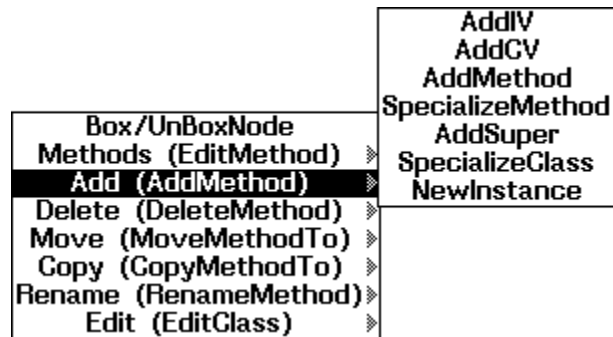 Box/UnBoxNode
Methods (EditMethod)
Add (AddMethod)
Delete (DeleteMethod)
Move (MoveMethodTo)
Copy (CopyMethodTo)
Rename (RenameMethod)
Edit (EditClass)
AddIV
AddCV
AddMethod
SpecializeMethod
AddSuper
SpecializeClass
NewInstance